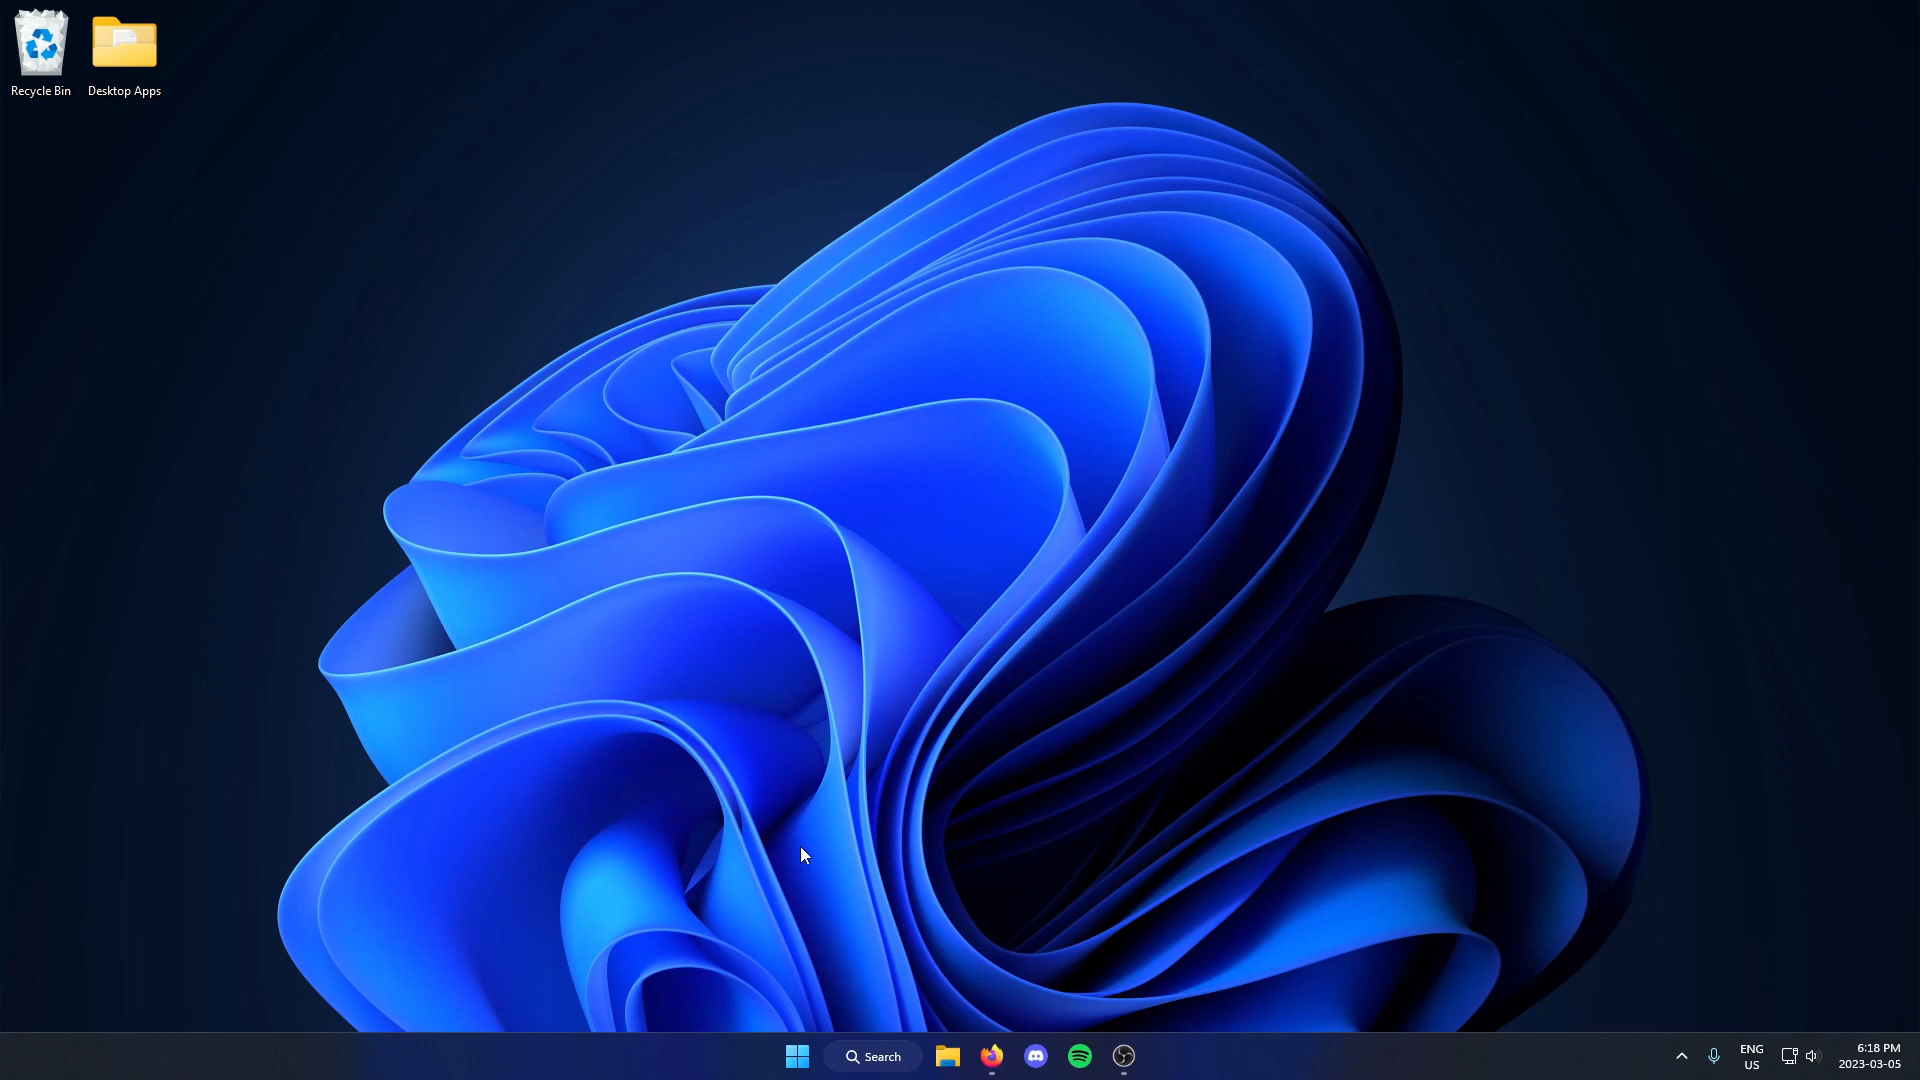 Recycle Bin
Desktop Apps
Search
ENG
US
6:18 PM
2023-03-05